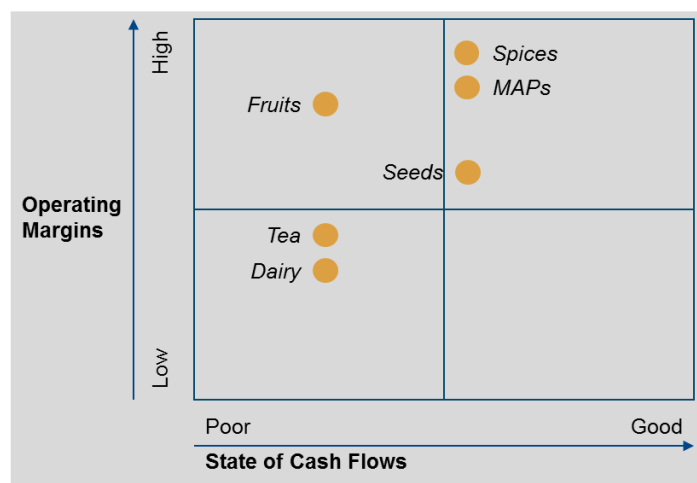 High
Spices
MAPs
Fruits
Seeds
Operating
Margins
Tea
Dairy
Low
Poor
Good
State of Cash Flows